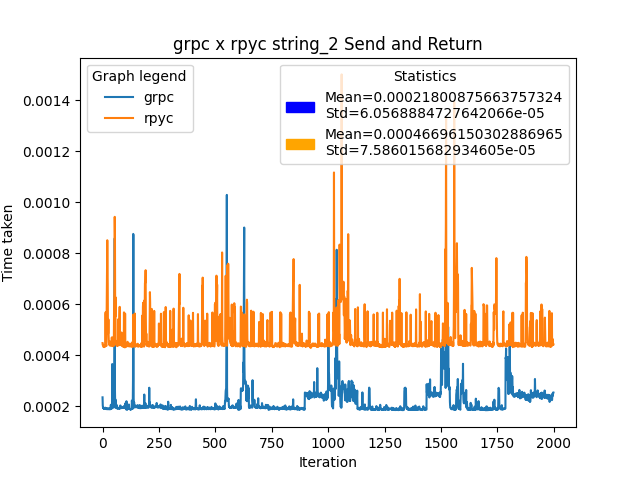 grpc x rpyc string_2 Send and Return
Graph legend
grpc
rpyc
Statistics
Mean=0.00021800875663757324
Std=6.0568884727642066e-05
Mean=0.00046696150302886965
Std=7.586015682934605e-05
0.0014
0.0012
0.0010
0.0008
0.0006
0.0004
0.0002
Time taken
0 250 500 750 1000 1250 1500 1750 2000
Iteration